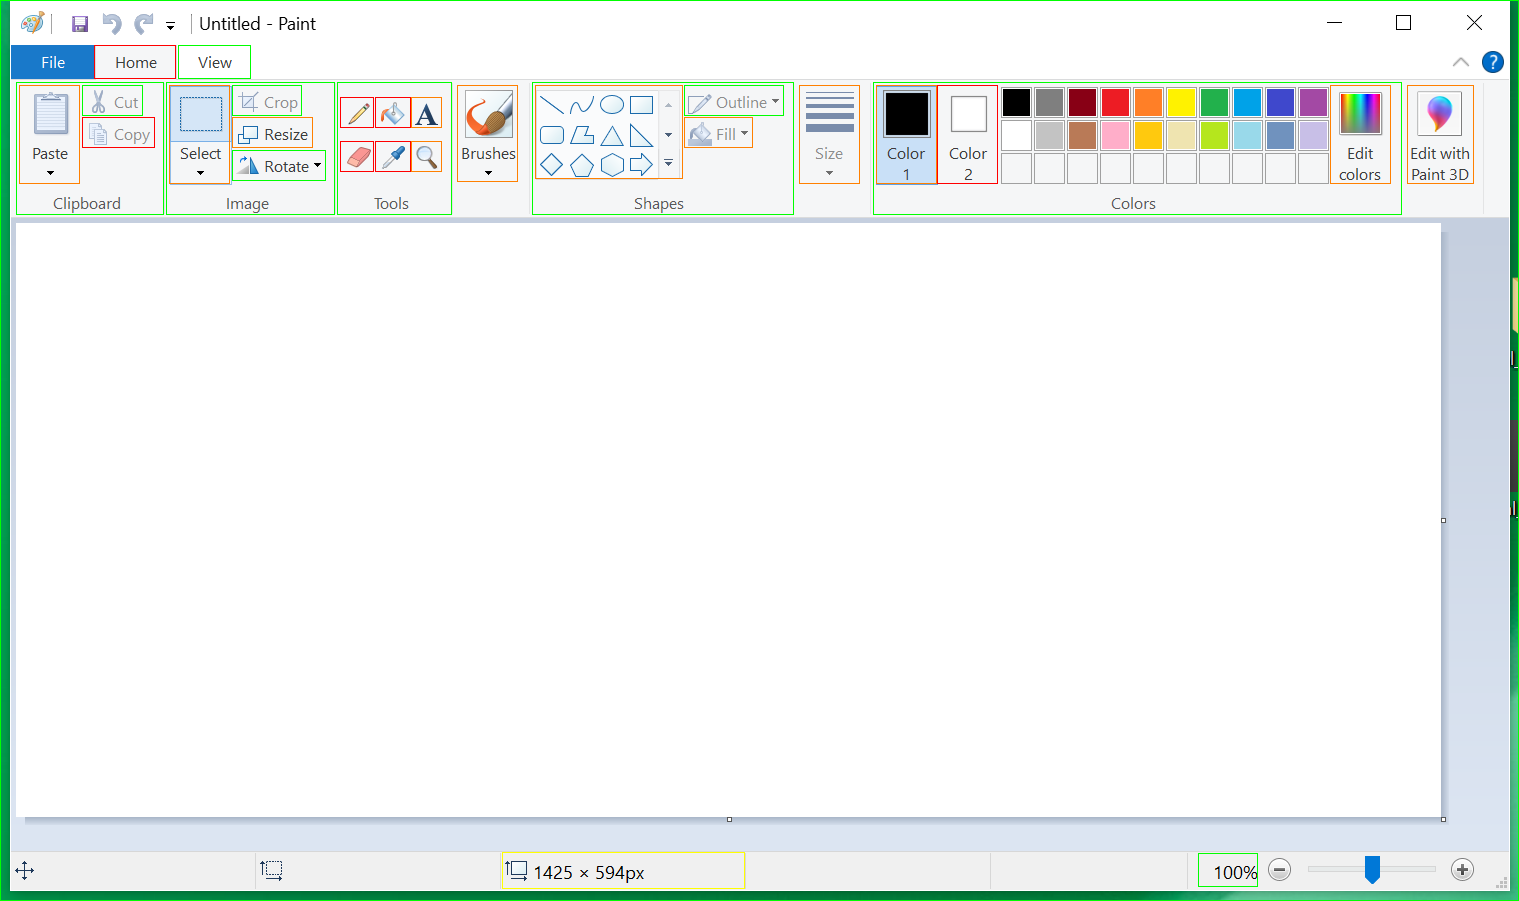 Untitled - Paint
File Home View
Cut Crop Outline
Copy Resize Fill
Paste Select Rotate Brushes Size Color 1 Color 2 Edit colors Edit with Paint 3D
Clipboard Image Tools Shapes Colors
1425 × 594px 100%